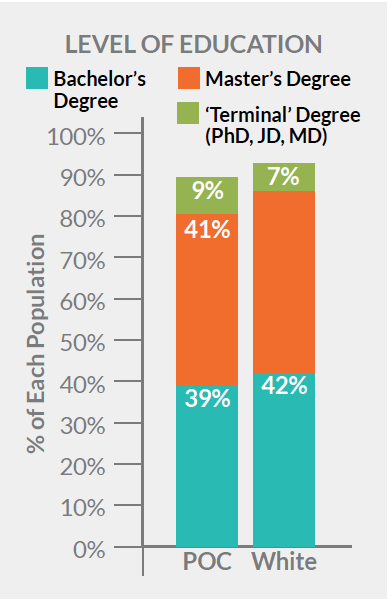 LEVEL OF EDUCATION
Bachelor's
Degree
Master's Degree
‘Terminal’ Degree
(PhD, JD, MD)
% of Each Population
100%
90%
80%
70%
60%
50%
40%
30%
20%
10%
0%
9%
41%
39%
7%
42%
POC
White